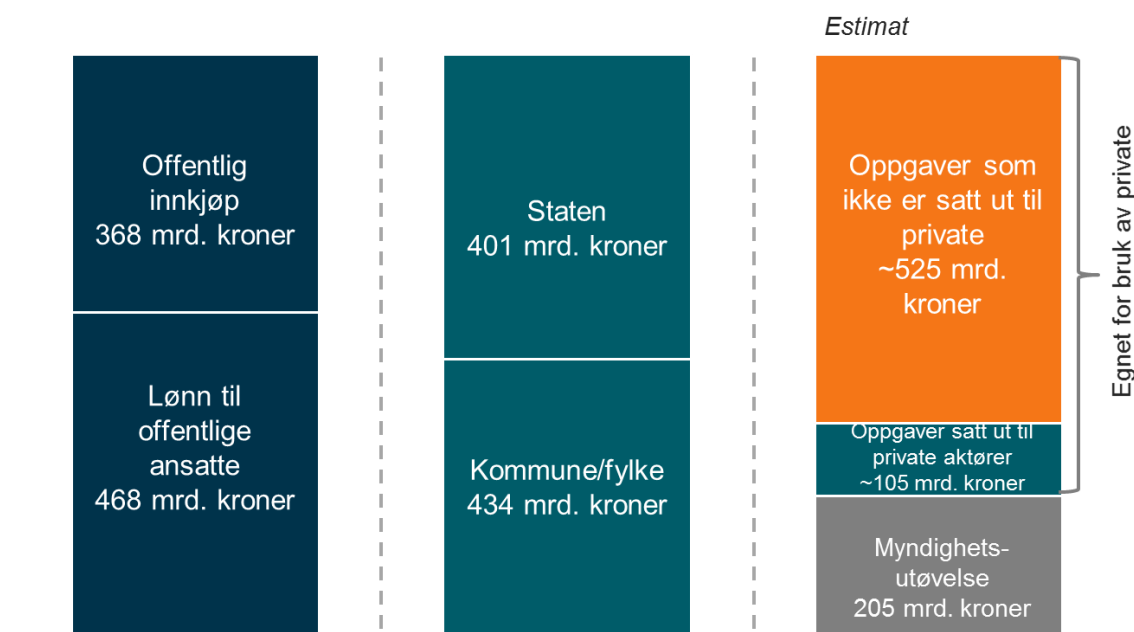 Estimat
Offentlig
innkjøp
368 mrd. kroner
Lønn til
offentlige
ansatte
468 mrd. kroner
Staten
401 mrd. kroner
Kommune/fylke
434 mrd. kroner
Oppgaver som
ikke er satt ut til
private
~525 mrd.
kroner
Oppgaver satt ut til
private aktører
~105 mrd. kroner
Myndighets-
utøvelse
205 mrd. kroner
Egnet for bruk av private